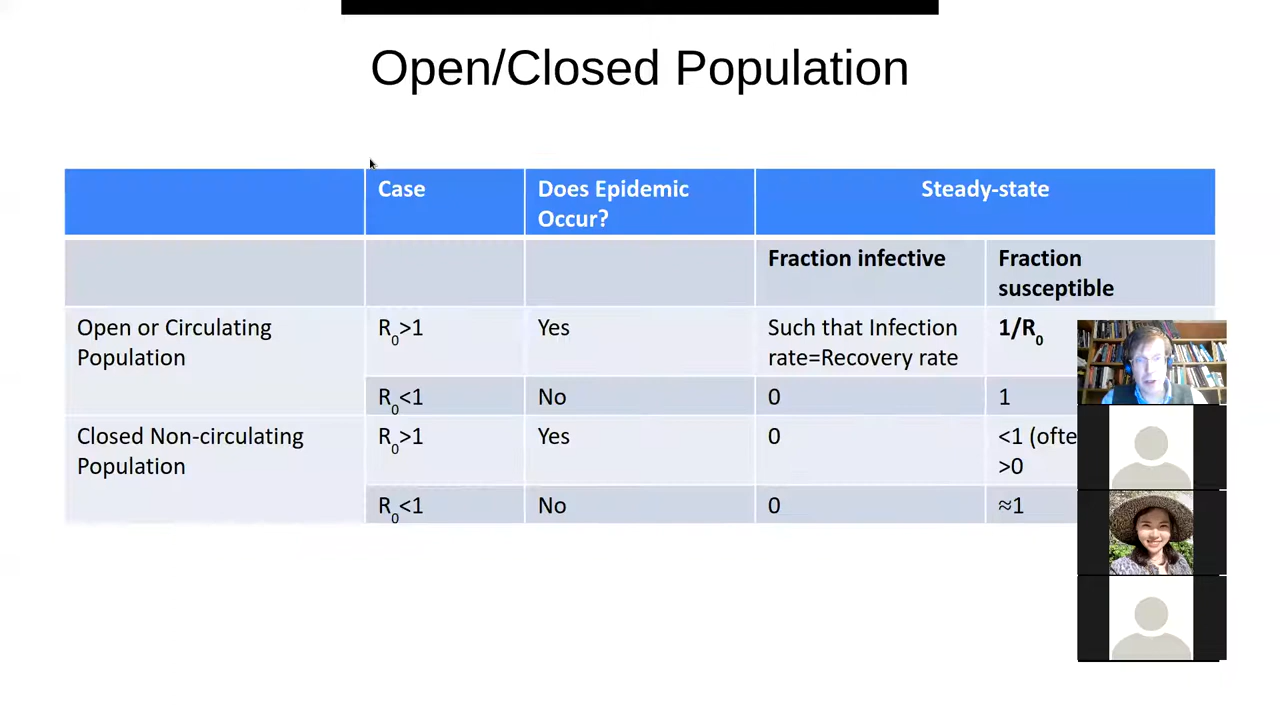 Open/Closed Population
Case
Does Epidemic
Occur?
Steady-state
Fraction infective
Fraction
susceptible
Open or Circulating
Population
R0>1
Yes
Such that Infection
rate=Recovery rate
1/R0
R0<1
No
0
1
Closed Non-circulating
Population
R0>1
Yes
0
<1 (ofte
>0
R0<1
No
0
≈1